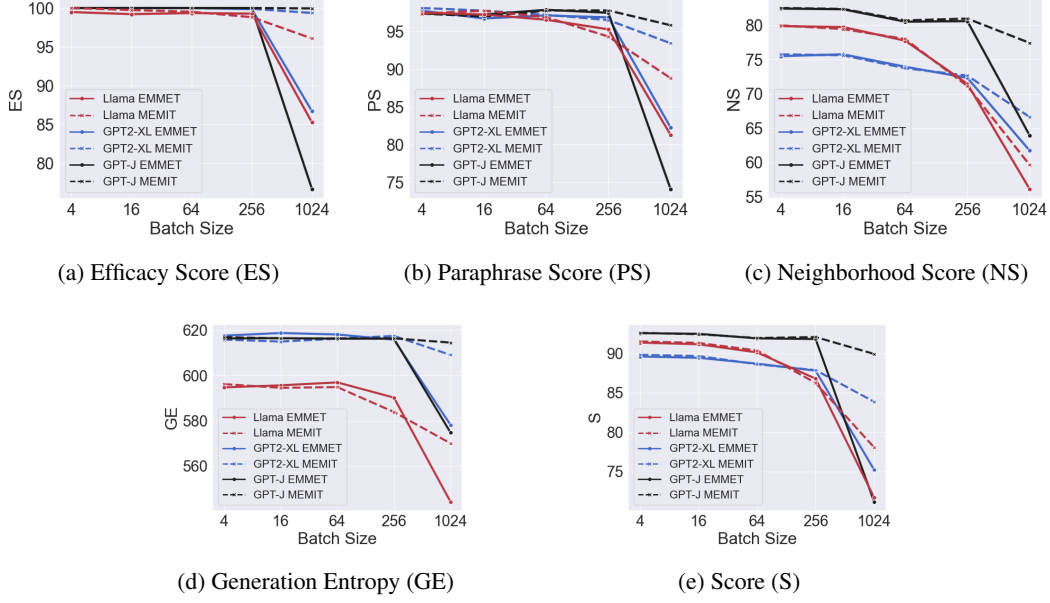 100
95
90
85
80
ES
Llama EMMET
Llama MEMIT
GPT2-XL EMMET
GPT2-XL MEMIT
GPT-J EMMET
GPT-J MEMIT
4 16 64 256 1024
Batch Size
(a) Efficacy Score (ES)
95
90
85
80
75
PS
Llama EMMET
Llama MEMIT
GPT2-XL EMMET
GPT2-XL MEMIT
GPT-J EMMET
GPT-J MEMIT
4 16 64 256 1024
Batch Size
(b) Paraphrase Score (PS)
80
75
70
65
60
55
NS
Llama EMMET
Llama MEMIT
GPT2-XL EMMET
GPT2-XL MEMIT
GPT-J EMMET
GPT-J MEMIT
4 16 64 256 1024
Batch Size
(c) Neighborhood Score (NS)
620
600
580
560
GE
Llama EMMET
Llama MEMIT
GPT2-XL EMMET
GPT2-XL MEMIT
GPT-J EMMET
GPT-J MEMIT
4 16 64 256 1024
Batch Size
(d) Generation Entropy (GE)
90
85
80
75
S
Llama EMMET
Llama MEMIT
GPT2-XL EMMET
GPT2-XL MEMIT
GPT-J EMMET
GPT-J MEMIT
4 16 64 256 1024
Batch Size
(e) Score (S)